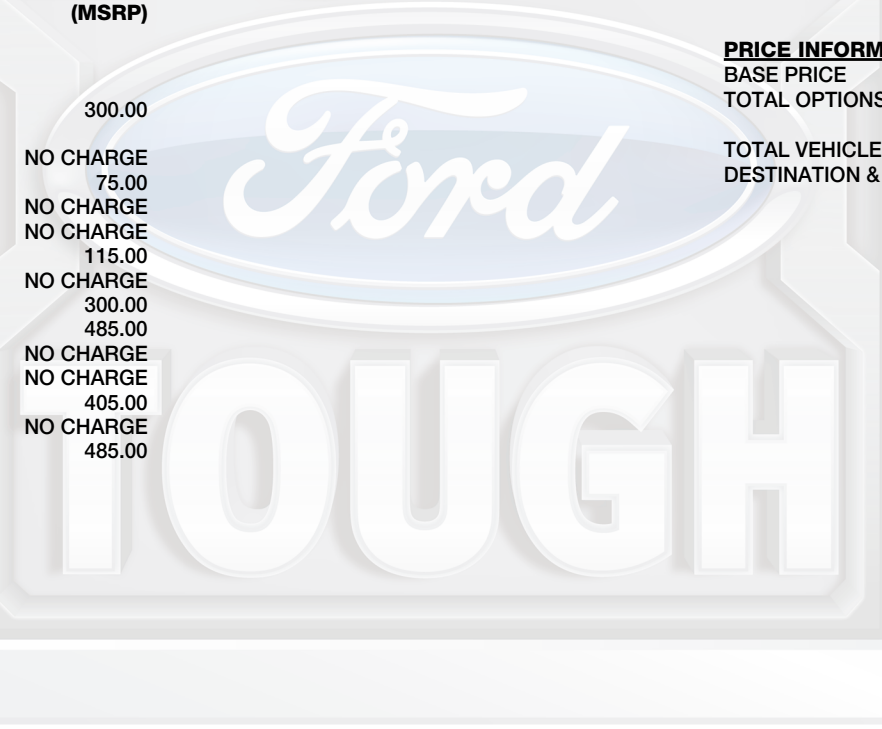 (MSRP)
300.00
NO CHARGE
75.00
NO CHARGE
NO CHARGE
115.00
NO CHARGE
300.00
485.00
NO CHARGE
NO CHARGE
405.00
NO CHARGE
485.00
PRICE INFORM
BASE PRICE
TOTAL OPTIONS
TOTAL VEHICLE
DESTINATION &
Ford
TOUGH